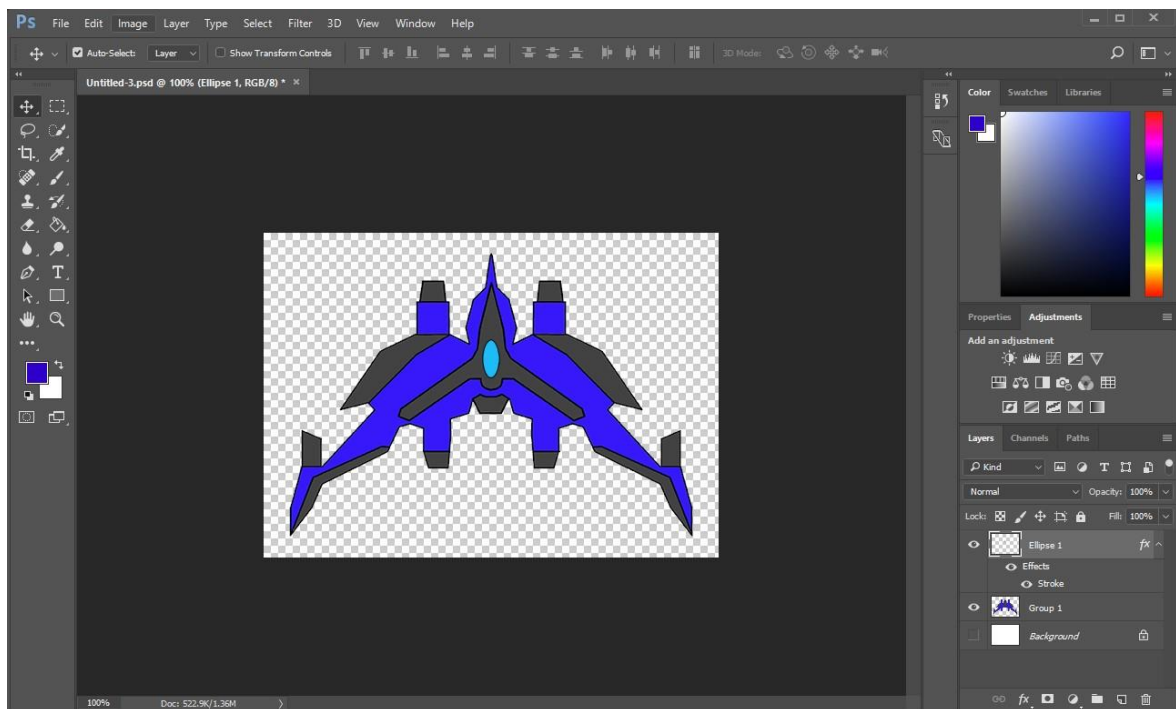 Ps File Edit Image Layer Type Select Filter 3D View Window Help
Auto-Select: Layer Show Transform Controls 3D Mode:
Untitled-3.psd @ 100% (Ellipse 1, RGB/8) * ×
Color Swatches Libraries
Properties Adjustments
Add an adjustment
Layers Channels Paths
Kind
Normal Opacity: 100%
Lock: Fill: 100%
Ellipse 1 fx
Effects
Stroke
Group 1
Background
fx
100% Doc: 522.9K/1.36M